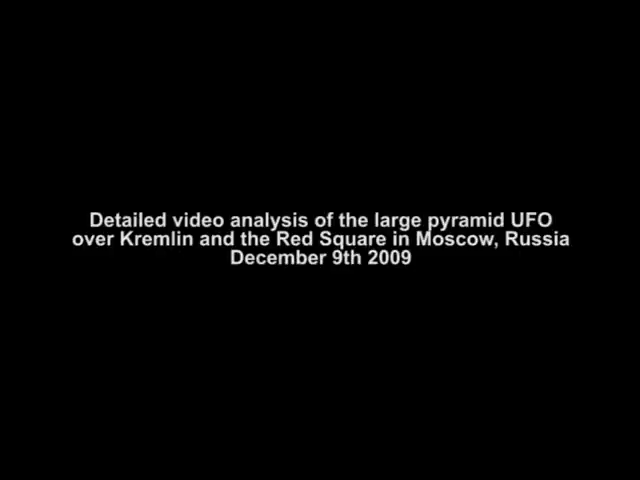 Detailed video analysis of the large pyramid UFO
over Kremlin and the Red Square in Moscow, Russia
December 9th 2009